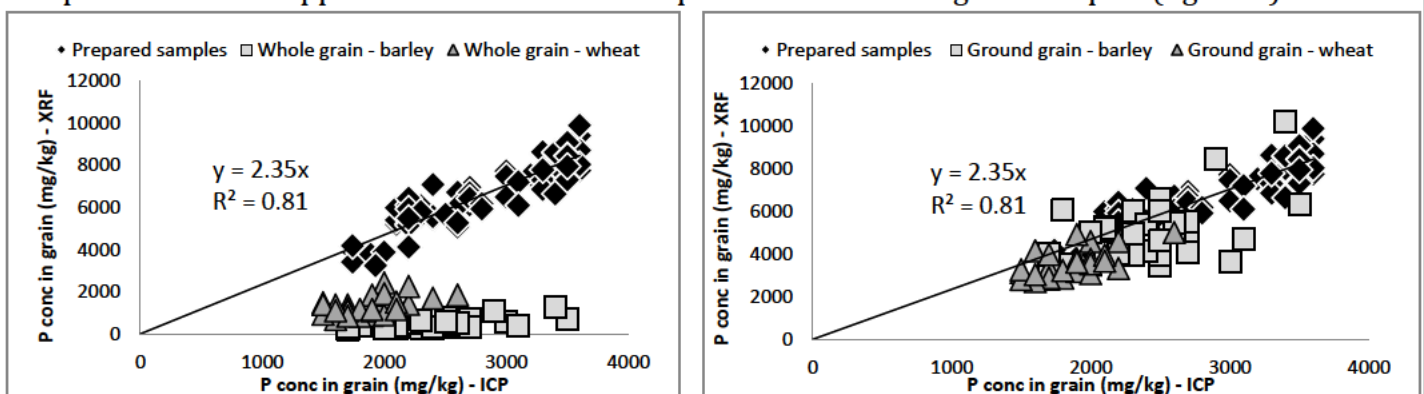 Prepared samples Whole grain - barley Whole grain - wheat
12000
10000
8000
6000
4000
2000
0
P conc in grain (mg/kg) - XRF
y = 2.35x
R² = 0.81
0 1000 2000 3000 4000
P conc in grain (mg/kg) - ICP
Prepared samples Ground grain - barley Ground grain - wheat
12000
10000
8000
6000
4000
2000
0
P conc in grain (mg/kg) - XRF
y = 2.35x
R² = 0.81
0 1000 2000 3000 4000
P conc in grain (mg/kg) - ICP